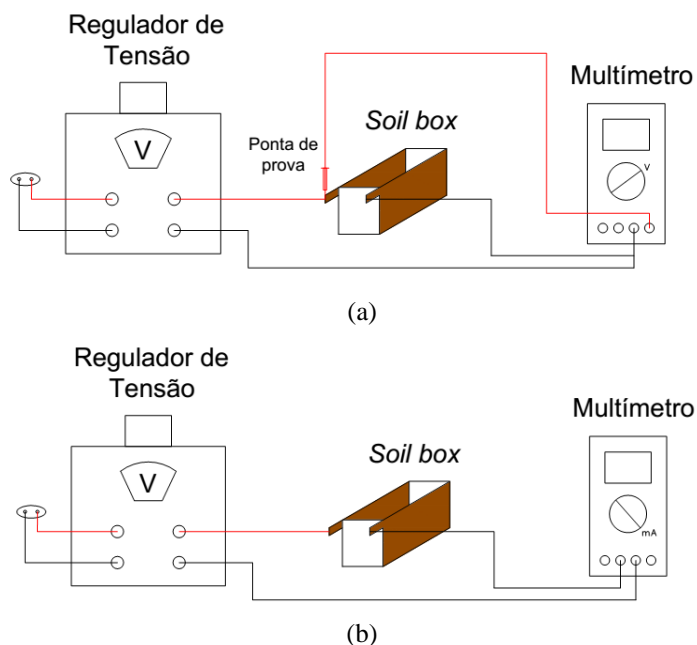 Regulador de
Tensão
Multímetro
Soil box
Ponta de
prova
V
V
(a)
Regulador de
Tensão
Multímetro
Soil box
V
mA
(b)